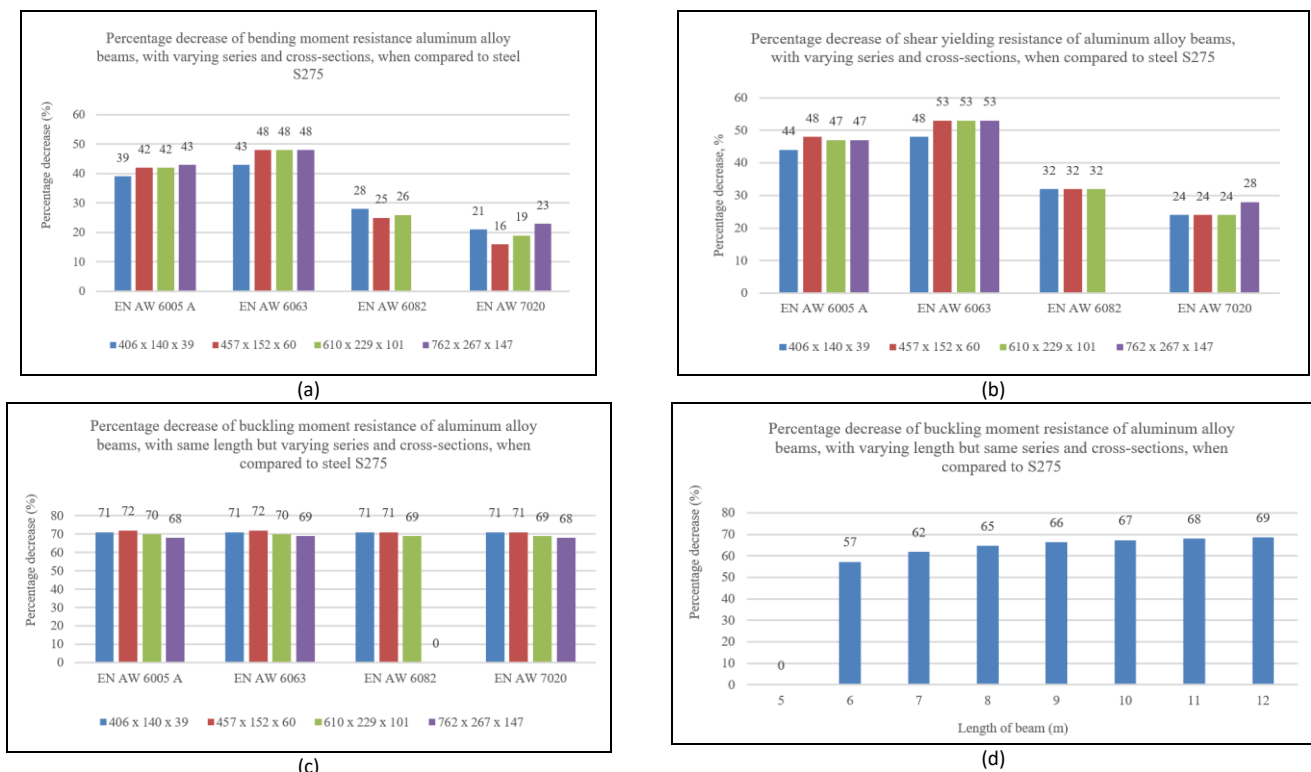 Percentage decrease of bending moment resistance aluminum alloy
beams, with varying series and cross-sections, when compared to steel
S275
Percentage decrease (%)
60
50
40
30
20
10
0
39 42 42 43
43 48 48 48
28 25 26
21 16 19 23
EN AW 6005 A EN AW 6063 EN AW 6082 EN AW 7020
406 x 140 x 39 457 x 152 x 60 610 x 229 x 101 762 x 267 x 147
(a)
Percentage decrease of shear yielding resistance of aluminum alloy beams,
with varying series and cross-sections, when compared to steel S275
Percentage decrease, %
60
50
40
30
20
10
0
44 48 47 47
48 53 53 53
32 32 32
24 24 24 28
EN AW 6005 A EN AW 6063 EN AW 6082 EN AW 7020
406 x 140 x 39 457 x 152 x 60 610 x 229 x 101 762 x 267 x 147
(b)
Percentage decrease of buckling moment resistance of aluminum alloy
beams, with same length but varying series and cross-sections, when
compared to steel S275
Percentage decrease (%)
80
70
60
50
40
30
20
10
0
71 72 70 68
71 72 70 69
71 71 69 0
71 71 69 68
EN AW 6005 A EN AW 6063 EN AW 6082 EN AW 7020
406 x 140 x 39 457 x 152 x 60 610 x 229 x 101 762 x 267 x 147
(c)
Percentage decrease of buckling moment resistance of aluminum alloy
beams, with varying length but same series and cross-sections, when
compared to S275
Percentage decrease (%)
80
70
60
50
40
30
20
10
0
0 57 62 65 66 67 68 69
5 6 7 8 9 10 11 12
Length of beam (m)
(d)